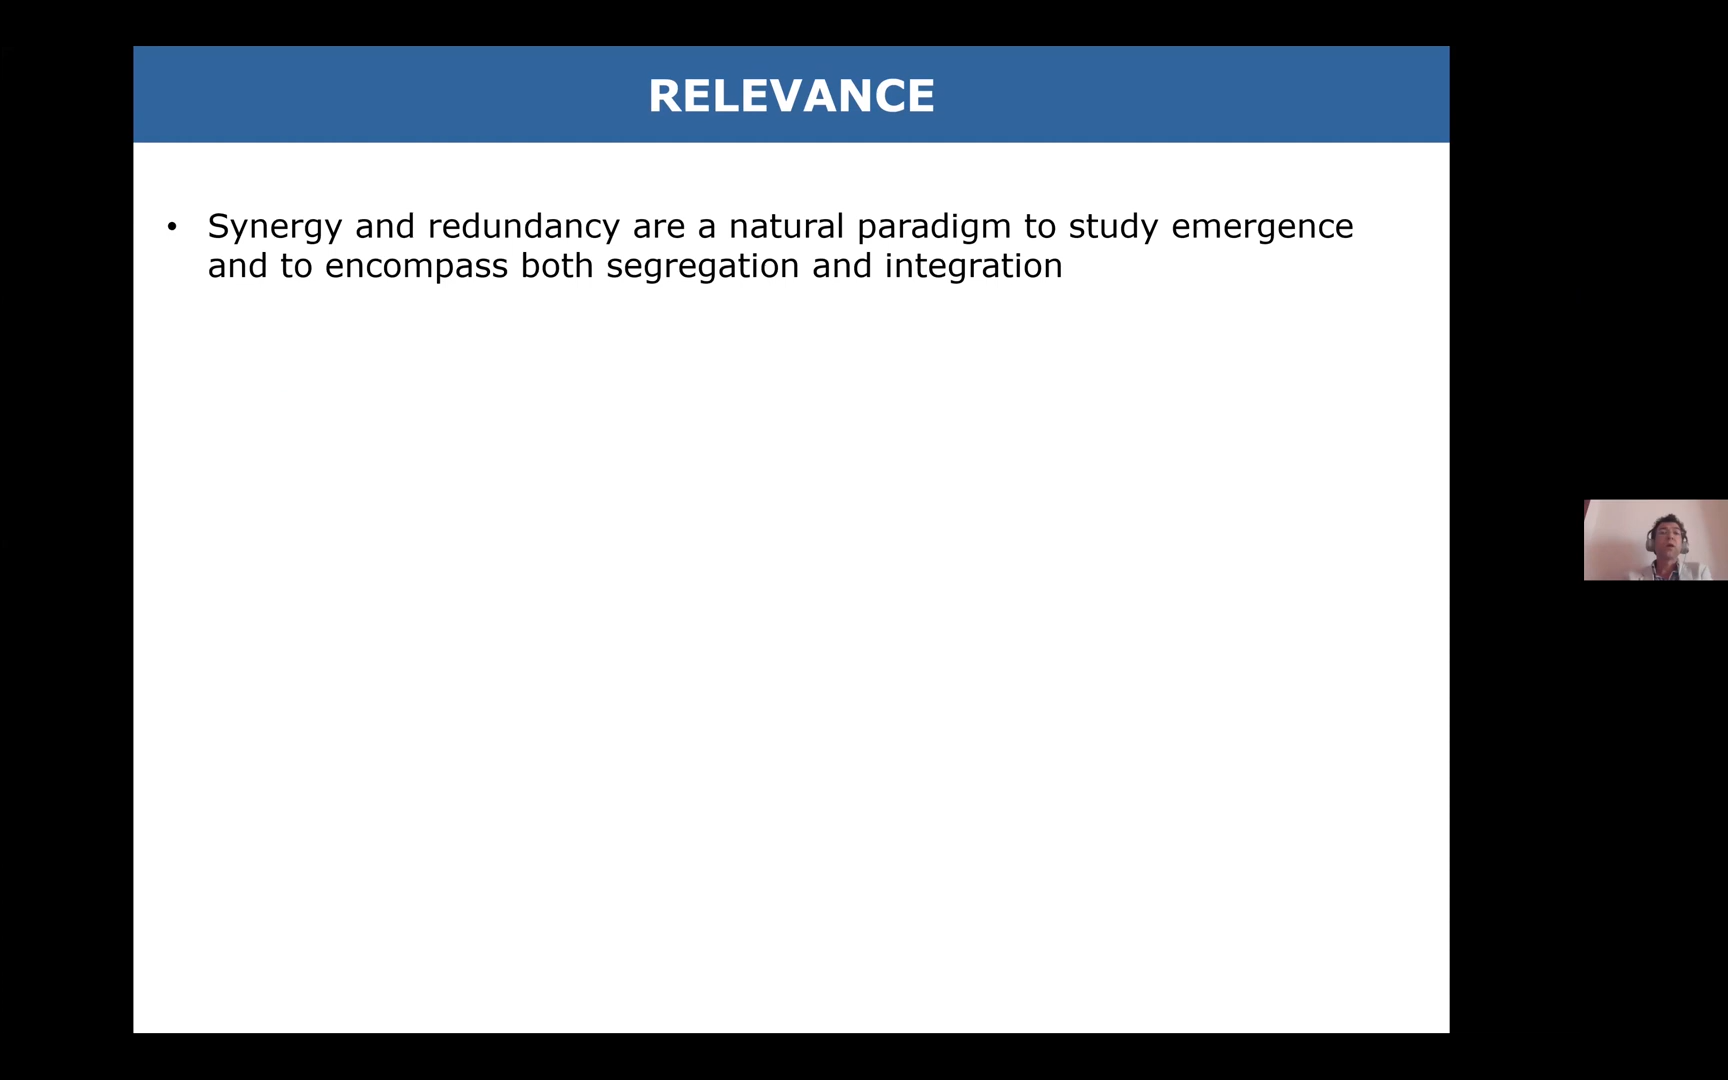 RELEVANCE
• Synergy and redundancy are a natural paradigm to study emergence
and to encompass both segregation and integration